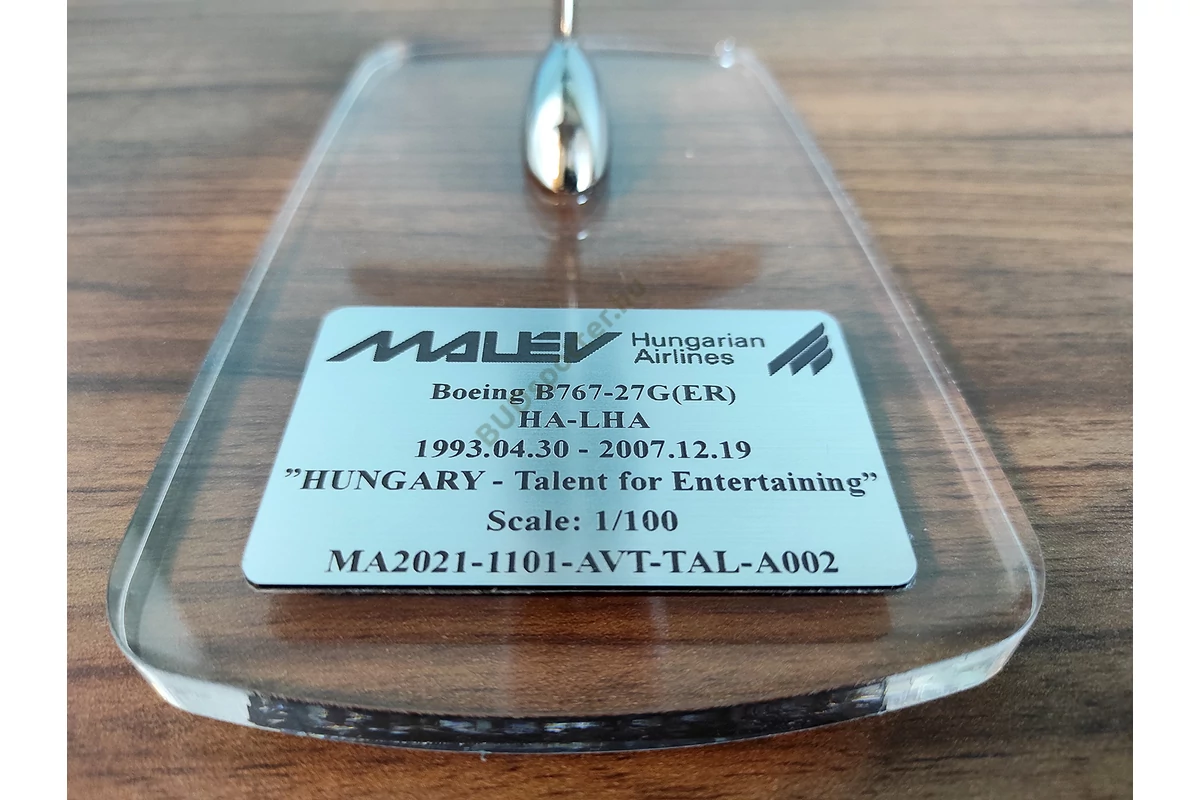 MALÉV Hungarian Airlines
Boeing B767-27G(ER)
HA-LHA
1993.04.30 - 2007.12.19
”HUNGARY - Talent for Entertaining”
Scale: 1/100
MA2021-1101-AVT-TAL-A002